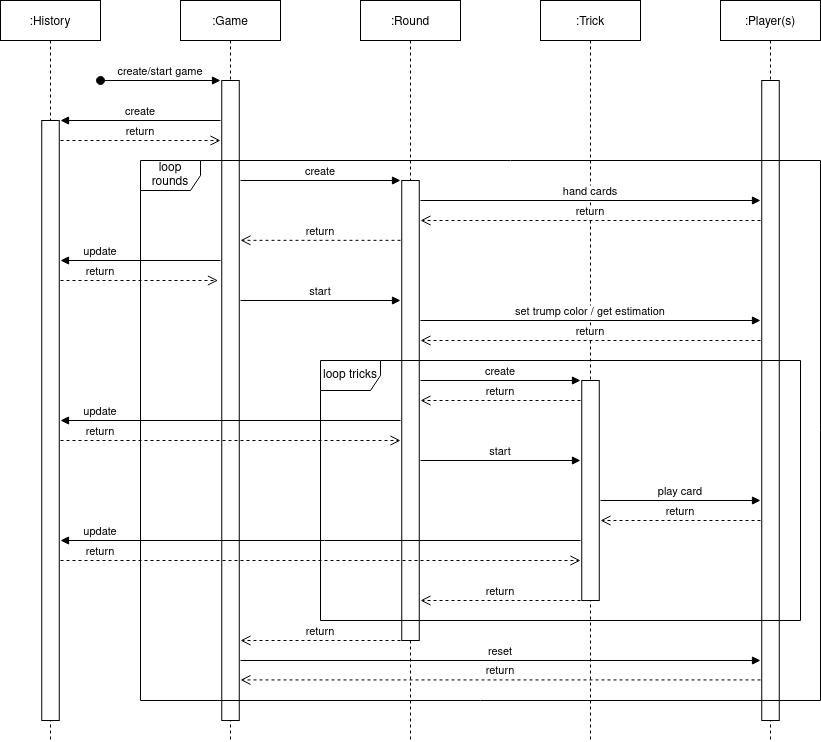 :History
:Game
:Round
:Trick
:Player(s)
create/start game
create
return
loop
rounds
create
hand cards
return
return
update
return
start
set trump color / get estimation
return
loop tricks
create
return
update
return
start
play card
return
update
return
return
return
reset
return